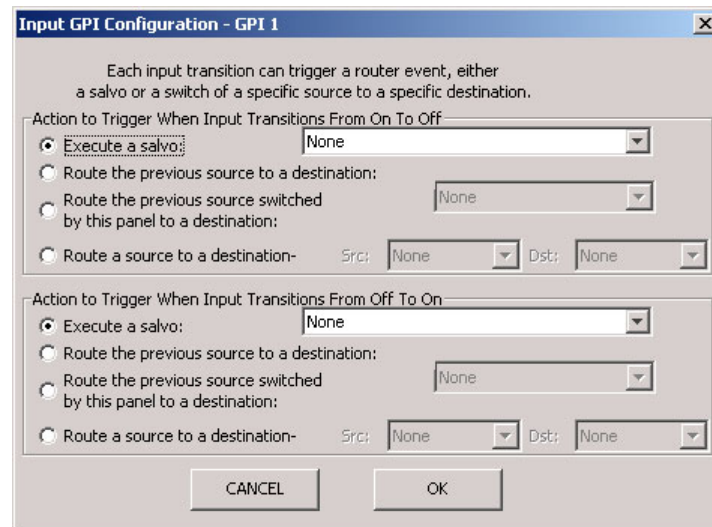 Input GPI Configuration - GPI 1
Each input transition can trigger a router event, either
a salvo or a switch of a specific source to a specific destination.
Action to Trigger When Input Transitions From On To Off
Execute a salvo: None
Route the previous source to a destination:
Route the previous source switched
by this panel to a destination:
None
Route a source to a destination- Src: None Dst: None
Action to Trigger When Input Transitions From Off To On
Execute a salvo: None
Route the previous source to a destination:
Route the previous source switched
by this panel to a destination:
None
Route a source to a destination- Src: None Dst: None
CANCEL OK